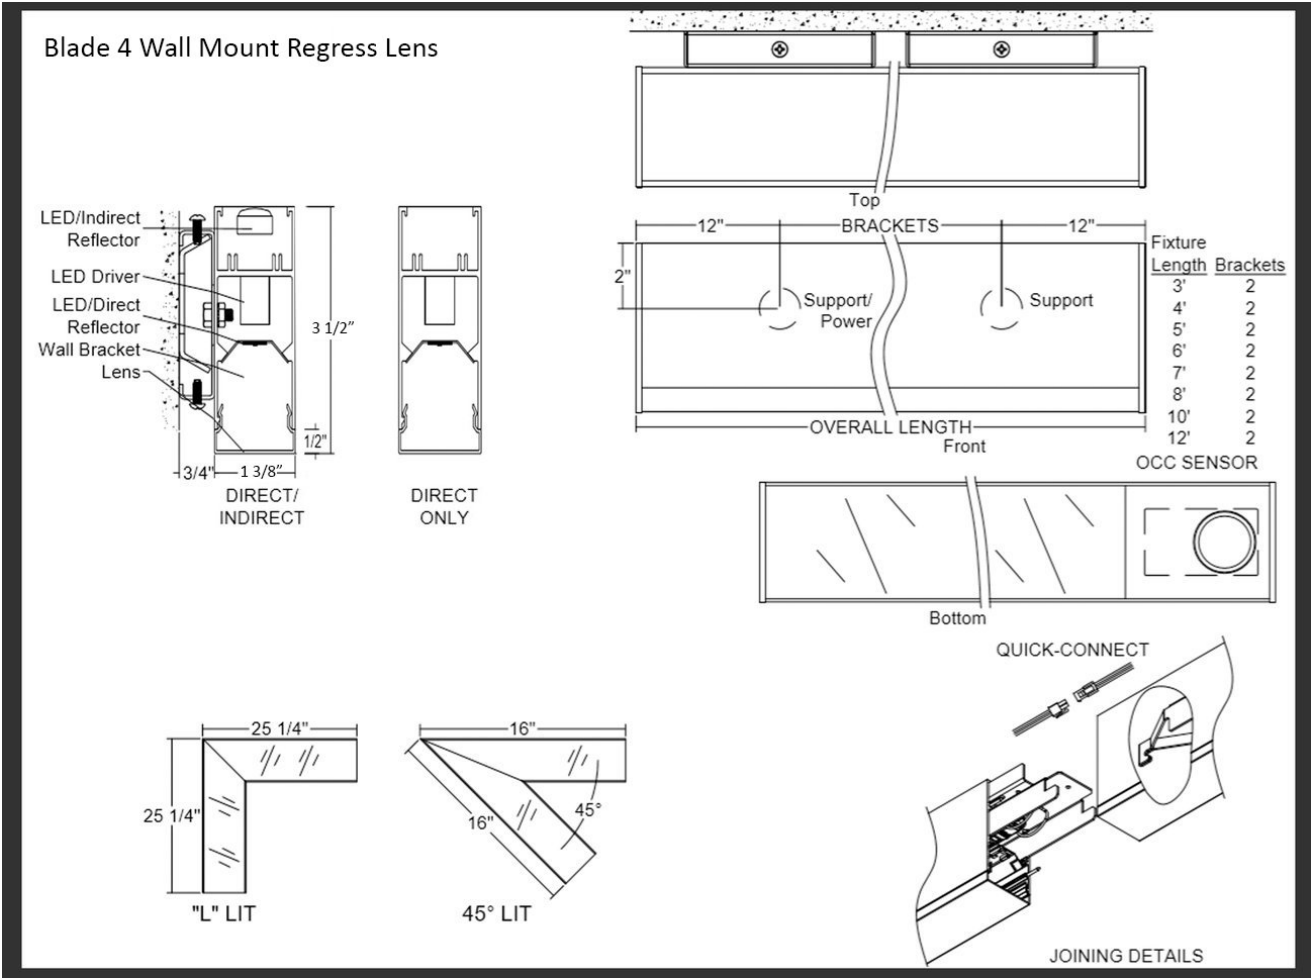 Blade 4 Wall Mount Regress Lens
Top
12"
BRACKETS
12"
2"
Support/
Power
Support
OVERALL LENGTH
Front
Fixture
Length Brackets
3' 2
4' 2
5' 2
6' 2
7' 2
8' 2
10' 2
12' 2
LED/Indirect
Reflector
LED Driver
LED/Direct
Reflector
Wall Bracket
Lens
3 1/2”
1/2"
3/4"
1 3/8”
DIRECT/
INDIRECT
DIRECT
ONLY
OCC SENSOR
Bottom
QUICK-CONNECT
25 1/4"
25 1/4"
"L" LIT
16"
16"
45°
45° LIT
JOINING DETAILS